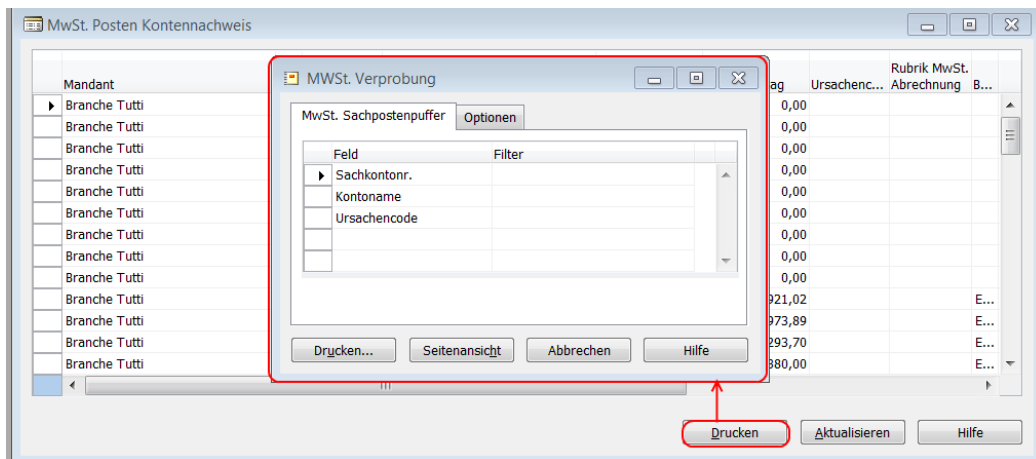 MwSt. Posten Kontennachweis
Mandant
ag Ursachenc... Rubrik MwSt. Abrechnung B...
Branche Tutti 0,00
Branche Tutti 0,00
Branche Tutti 0,00
Branche Tutti 0,00
Branche Tutti 0,00
Branche Tutti 0,00
Branche Tutti 0,00
Branche Tutti 0,00
Branche Tutti 0,00
Branche Tutti 921,02 E...
Branche Tutti 973,89 E...
Branche Tutti 293,70 E...
Branche Tutti 380,00 E...
MWSt. Verprobung
MwSt. Sachpostenpuffer Optionen
Feld Filter
Sachkontonr.
Kontoname
Ursachencode
Drucken... Seitenansicht Abbrechen Hilfe
Drucken Aktualisieren Hilfe